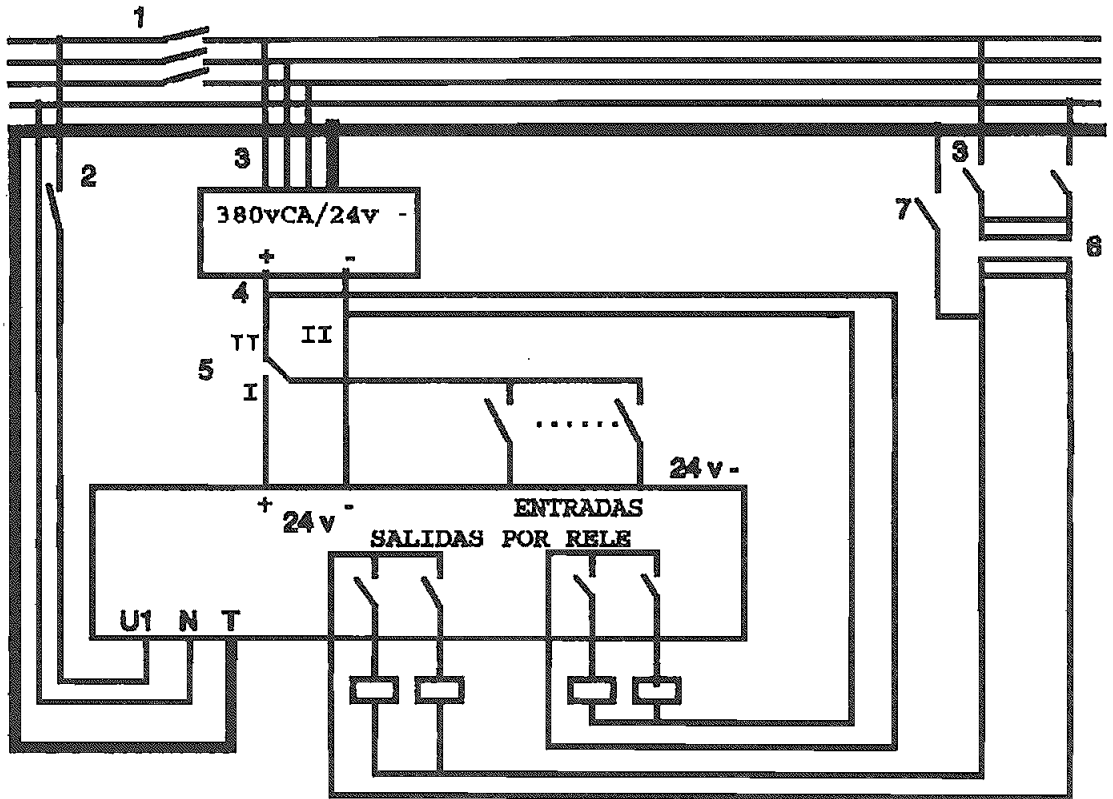 1
2
3
380vCA/24v -
+ -
4
TT
II
5
I
3
7
6
......
24 v -
+ 24 v -
ENTRADAS
SALIDAS POR RELE
U1 N T